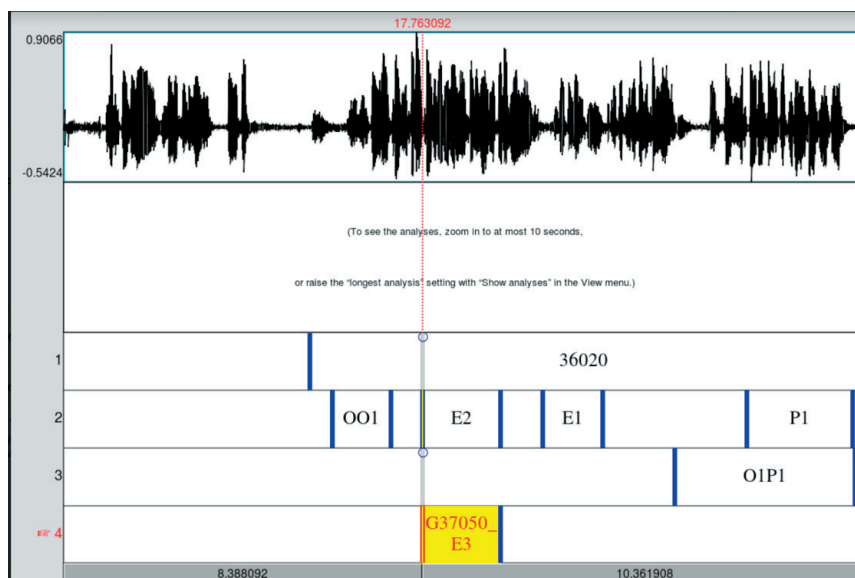 17.763092
0.9066
-0.5424
(To see the analyses, zoom in to at most 10 seconds,
or raise the "longest analysis" setting with "Show analyses" in the View menu.)
1
36020
2
OO1
E2
E1
P1
3
O1P1
☞ 4
G37050_
E3
8.388092
10.361908